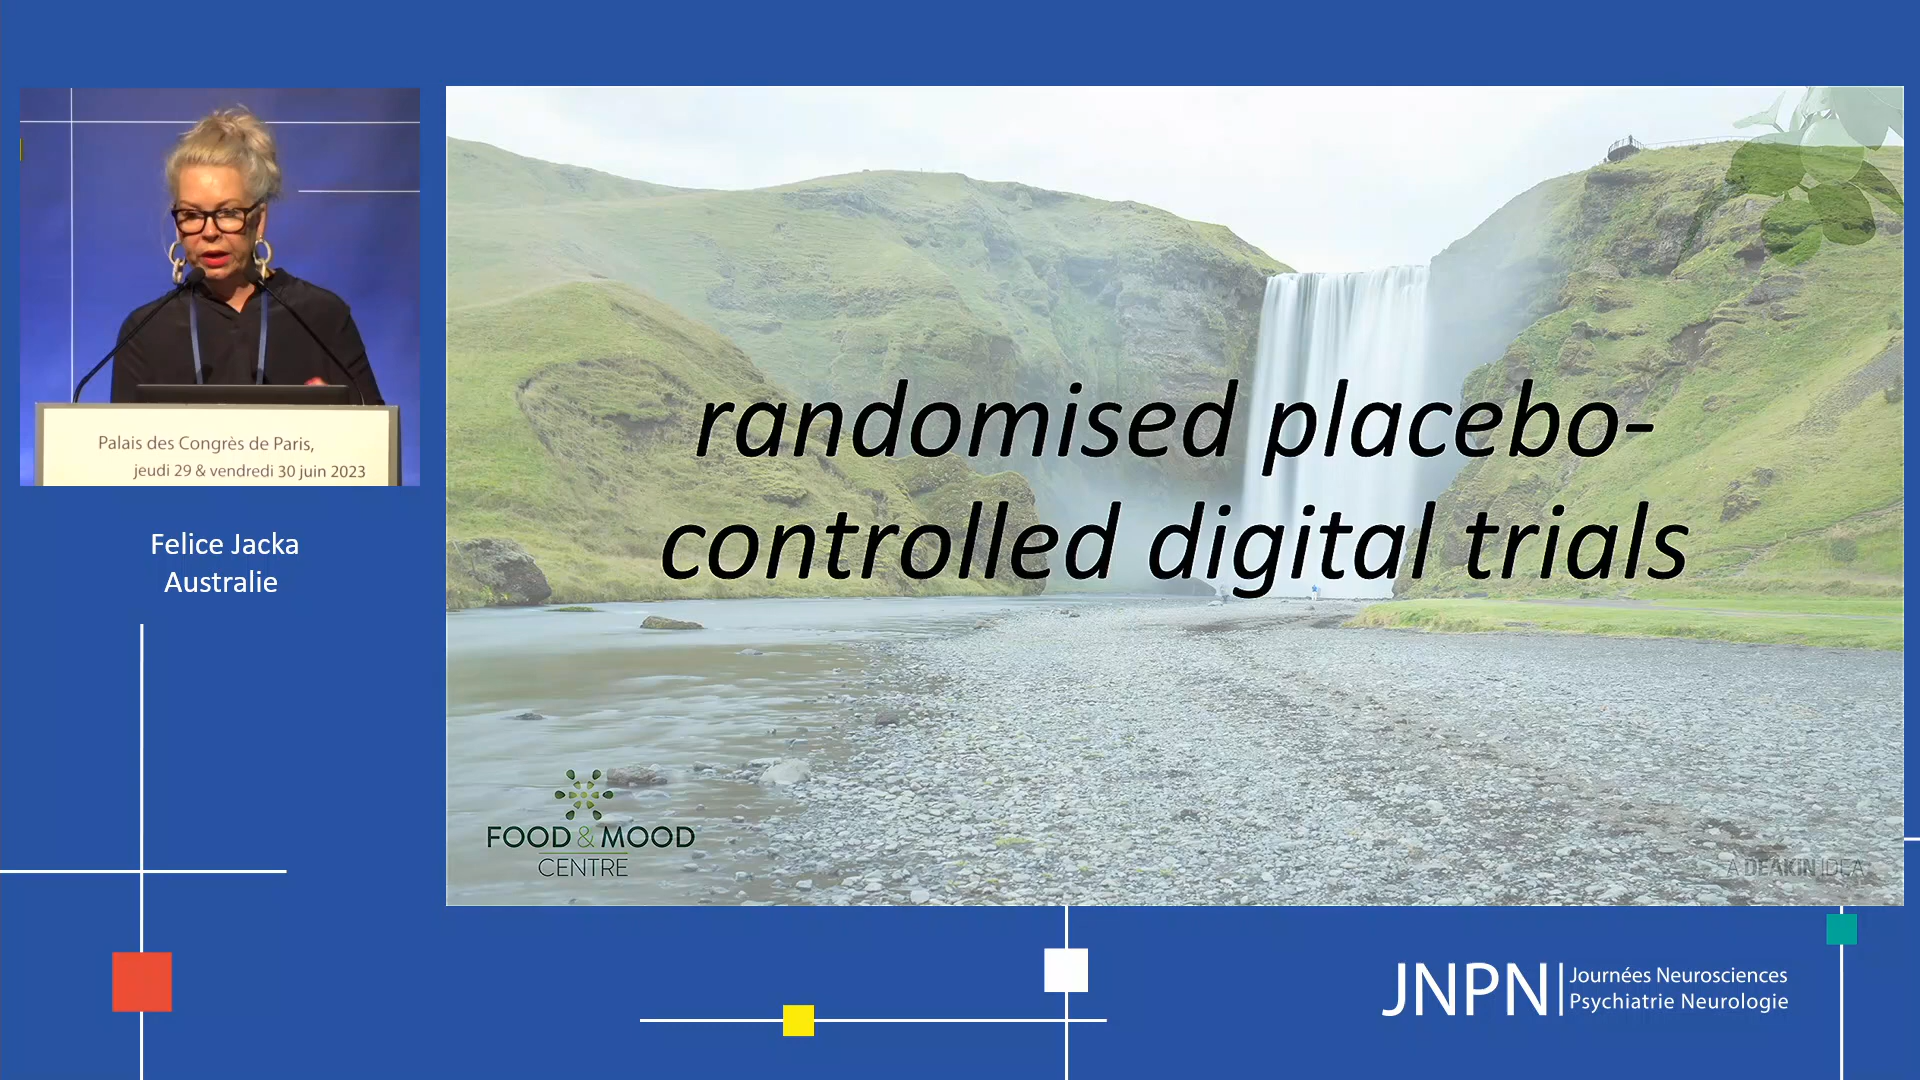 Palais des Congrès de Paris,
jeudi 29 & vendredi 30 juin 2023
Felice Jacka
Australie
randomised placebo-
controlled digital trials
FOOD & MOOD
CENTRE
A DEAKIN IDEA
JNPN
Journées Neurosciences
Psychiatrie Neurologie